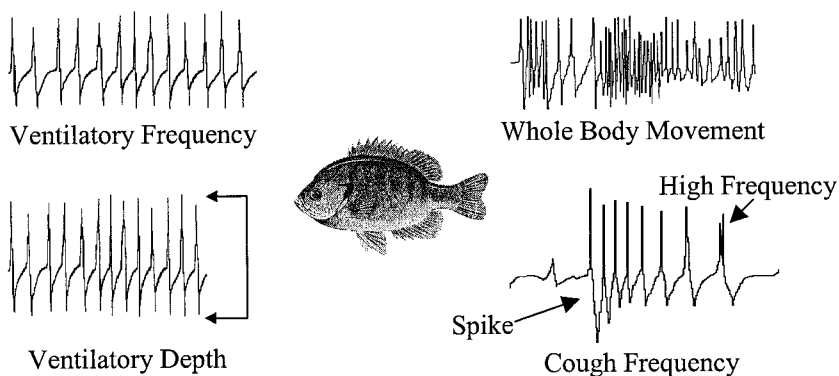 Ventilatory Frequency
Whole Body Movement
High Frequency
Spike
Ventilatory Depth
Cough Frequency